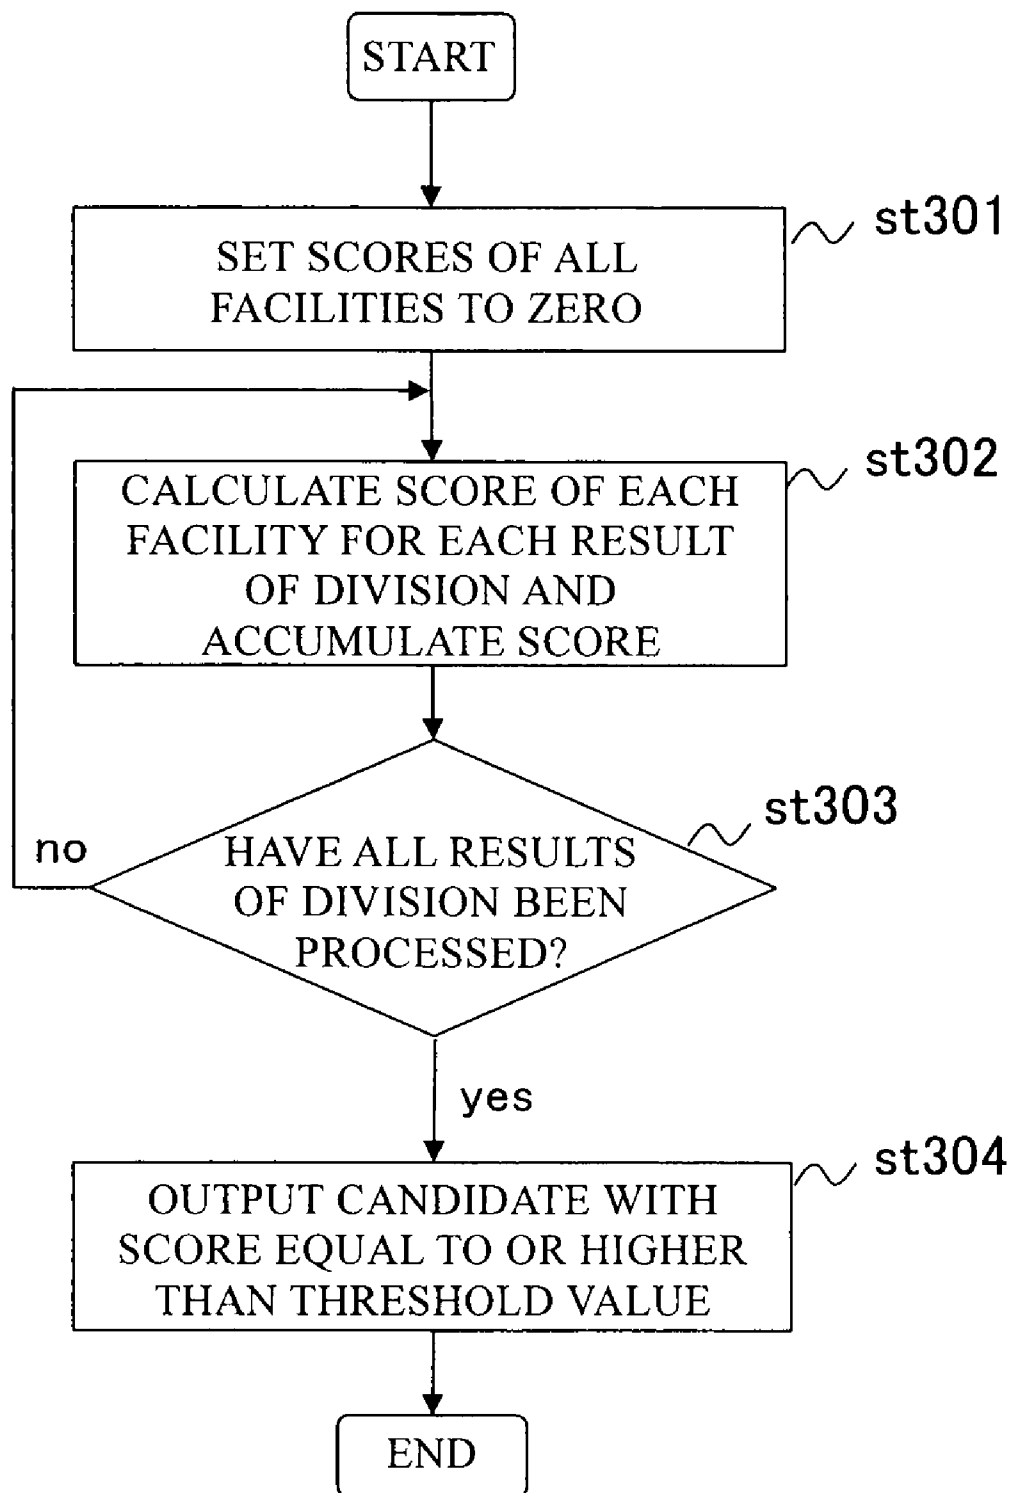 START
st301
SET SCORES OF ALL
FACILITIES TO ZERO
st302
CALCULATE SCORE OF EACH
FACILITY FOR EACH RESULT
OF DIVISION AND
ACCUMULATE SCORE
st303
no
HAVE ALL RESULTS
OF DIVISION BEEN
PROCESSED?
yes
st304
OUTPUT CANDIDATE WITH
SCORE EQUAL TO OR HIGHER
THAN THRESHOLD VALUE
END